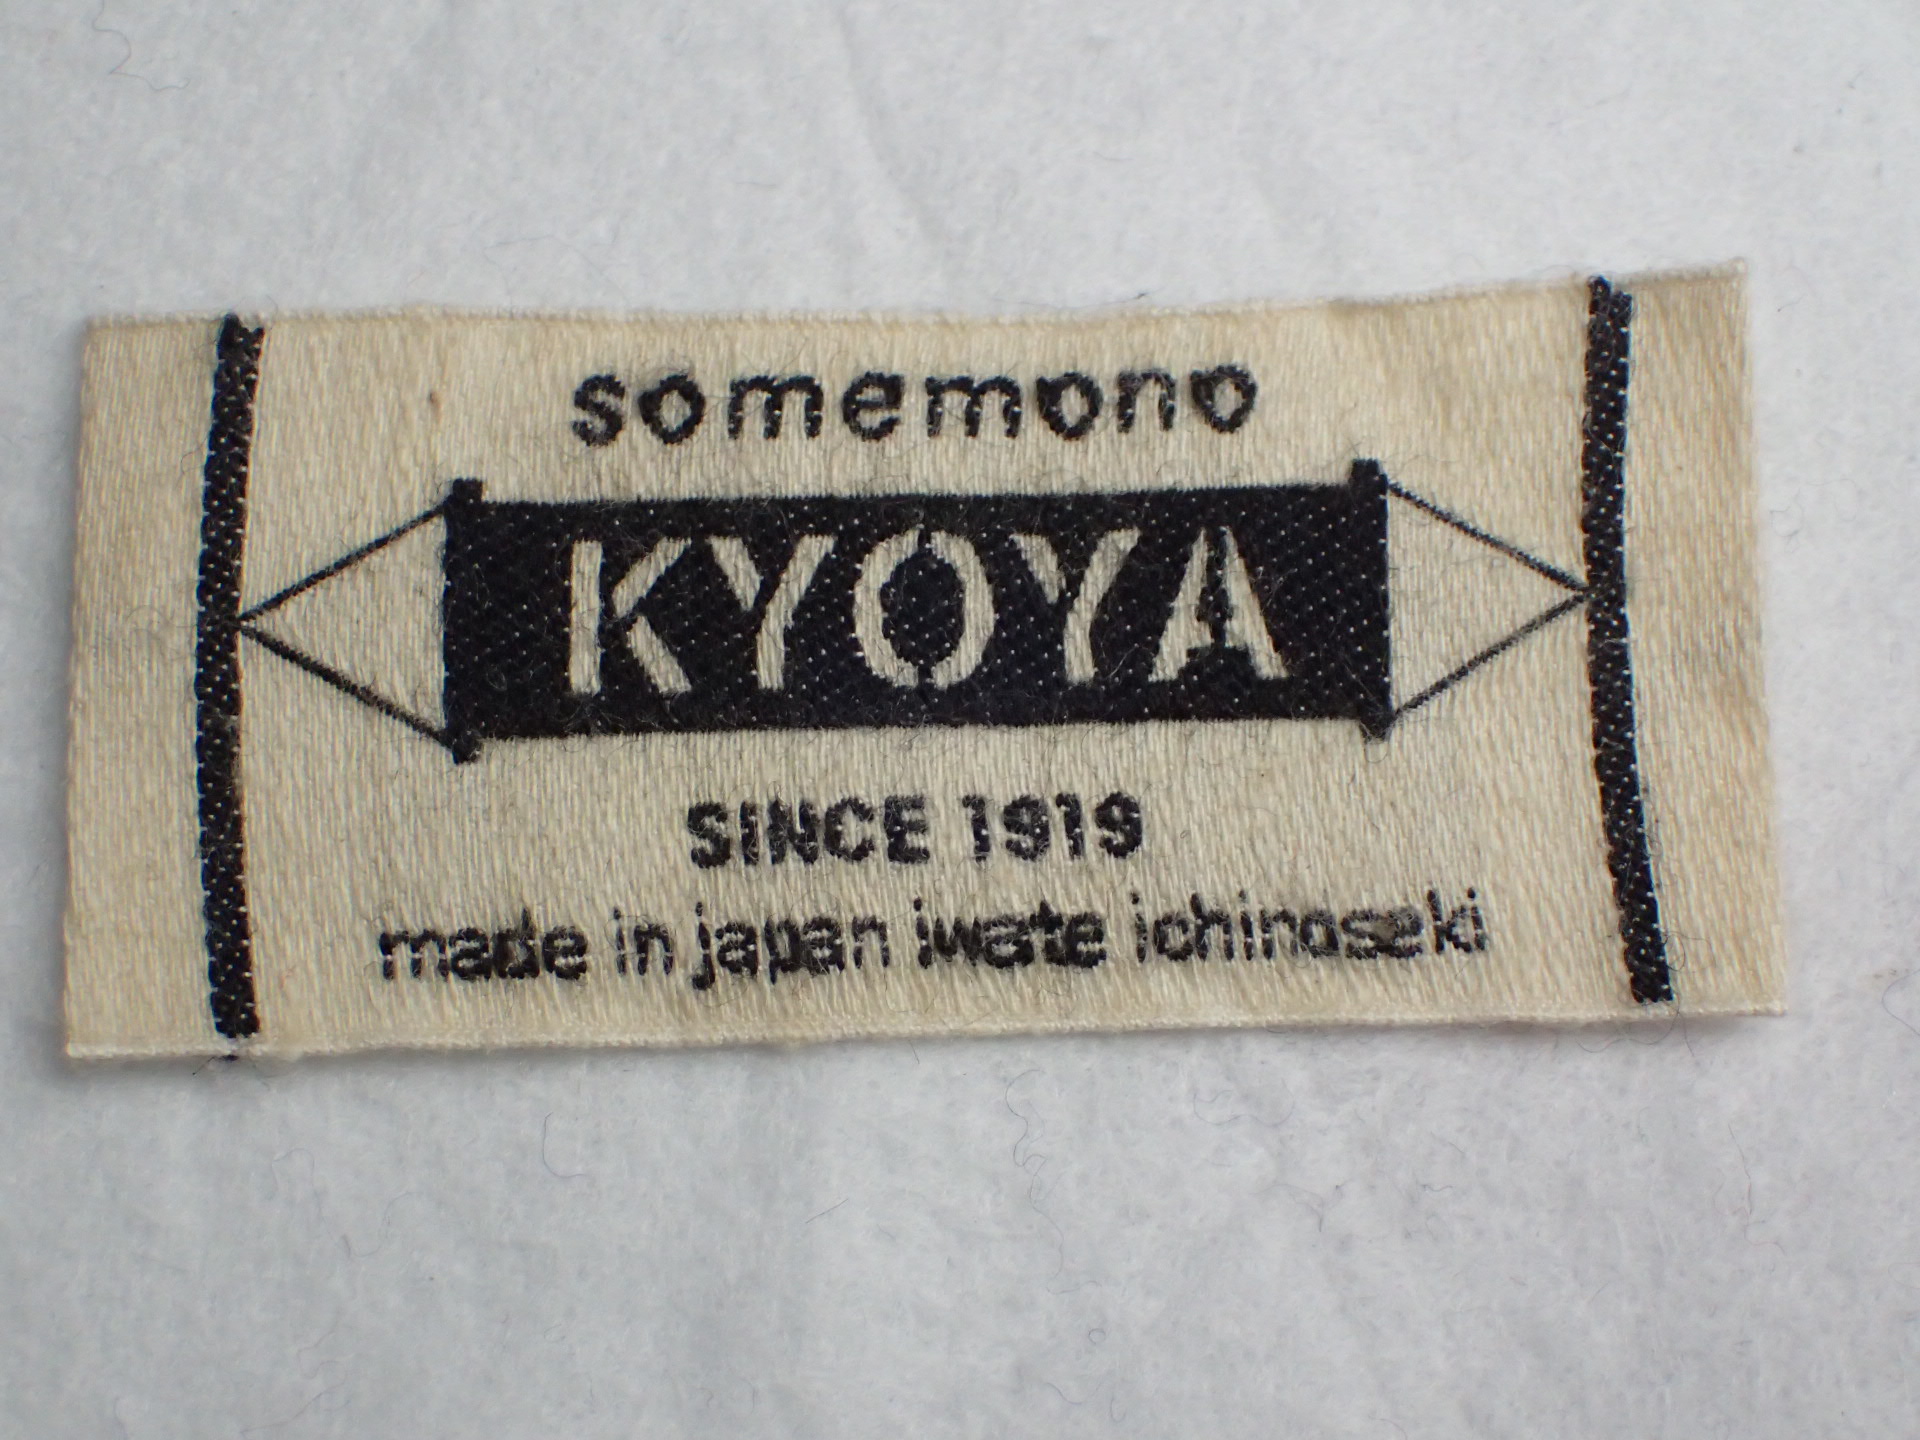 somemono
KYOYA
SINCE 1919
made in japan iwate ichinoseki